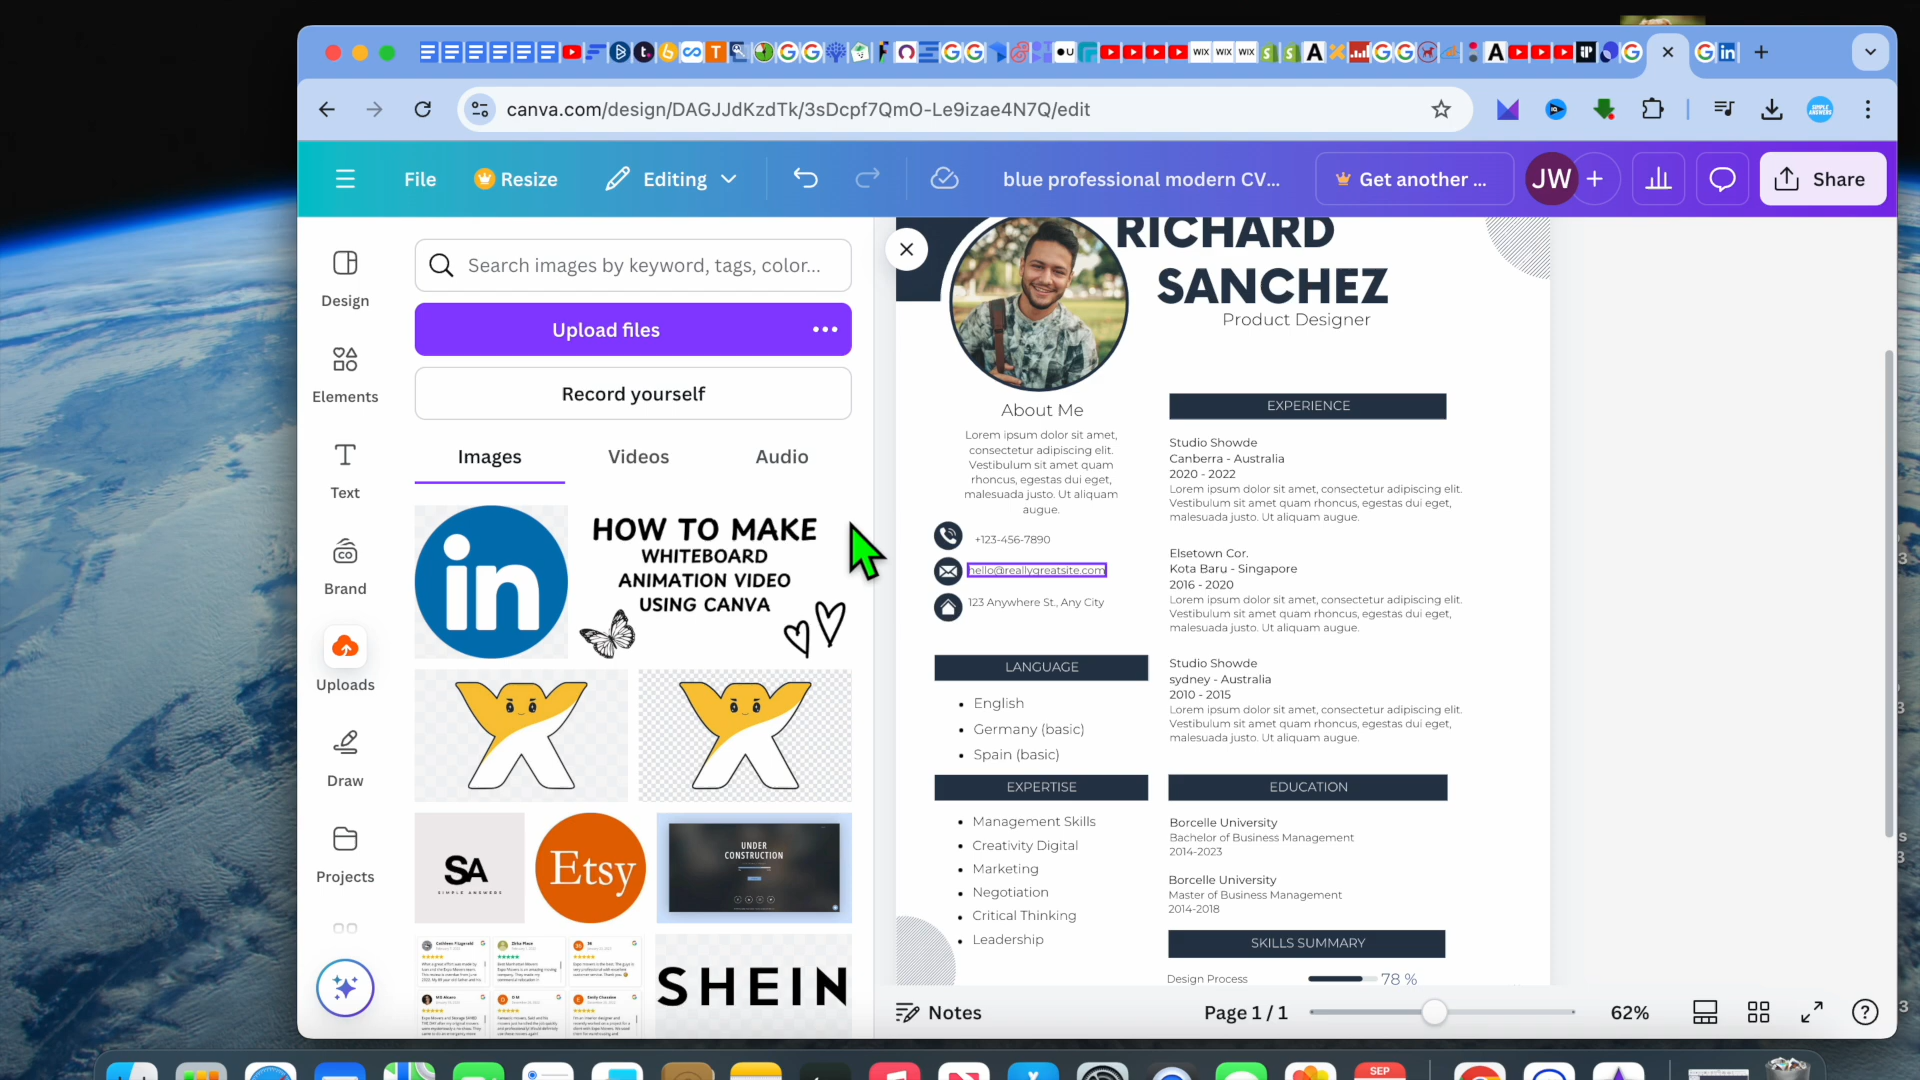 canva.com/design/DAGJJdKzdTk/3sDcpf7QmO-Le9izae4N7Q/edit
File
Resize
Editing
blue professional modern CV...
Get another ...
JW
Share
Design
Elements
Text
Brand
Uploads
Draw
Projects
Search images by keyword, tags, color...
Upload files
Record yourself
Images
Videos
Audio
in
HOW TO MAKE
WHITEBOARD
ANIMATION VIDEO
USING CANVA
SA
SIMPLE ANSWERS
Etsy
UNDER
CONSTRUCTION
SHEIN
RICHARD
SANCHEZ
Product Designer
About Me
Lorem ipsum dolor sit amet,
consectetur adipiscing elit.
Vestibulum sit amet quam
rhoncus, egestas dui eget,
malesuada justo. Ut aliquam
augue.
+123-456-7890
hello@reallygreatsite.com
123 Anywhere St., Any City
LANGUAGE
English
Germany (basic)
Spain (basic)
EXPERTISE
Management Skills
Creativity Digital
Marketing
Negotiation
Critical Thinking
Leadership
EXPERIENCE
Studio Showde
Canberra - Australia
2020 - 2022
Lorem ipsum dolor sit amet, consectetur adipiscing elit.
Vestibulum sit amet quam rhoncus, egestas dui eget,
malesuada justo. Ut aliquam augue.
Elsetown Cor.
Kota Baru - Singapore
2016 - 2020
Lorem ipsum dolor sit amet, consectetur adipiscing elit.
Vestibulum sit amet quam rhoncus, egestas dui eget,
malesuada justo. Ut aliquam augue.
Studio Showde
sydney - Australia
2010 - 2015
Lorem ipsum dolor sit amet, consectetur adipiscing elit.
Vestibulum sit amet quam rhoncus, egestas dui eget,
malesuada justo. Ut aliquam augue.
EDUCATION
Borcelle University
Bachelor of Business Management
2014-2023
Borcelle University
Master of Business Management
2014-2018
SKILLS SUMMARY
Design Process
78 %
Notes
Page 1 / 1
62%
SEP